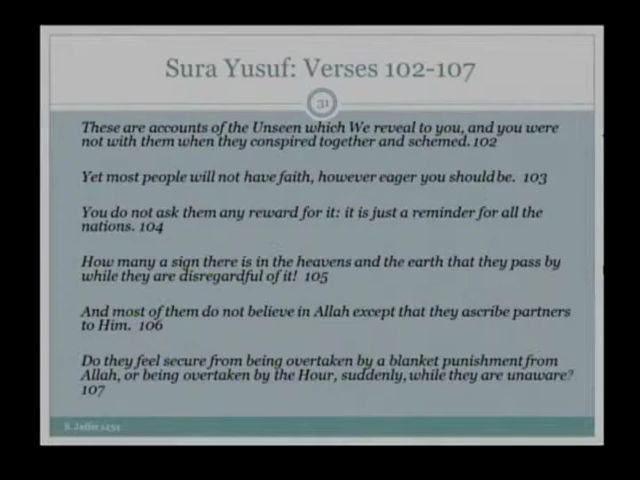 Sura Yusuf: Verses 102-107
31
These are accounts of the Unseen which We reveal to you, and you were
not with them when they conspired together and schemed. 102
Yet most people will not have faith, however eager you should be. 103
You do not ask them any reward for it: it is just a reminder for all the
nations. 104
How many a sign there is in the heavens and the earth that they pass by
while they are disregardful of it! 105
And most of them do not believe in Allah except that they ascribe partners
to Him. 106
Do they feel secure from being overtaken by a blanket punishment from
Allah, or being overtaken by the Hour, suddenly, while they are unaware?
107